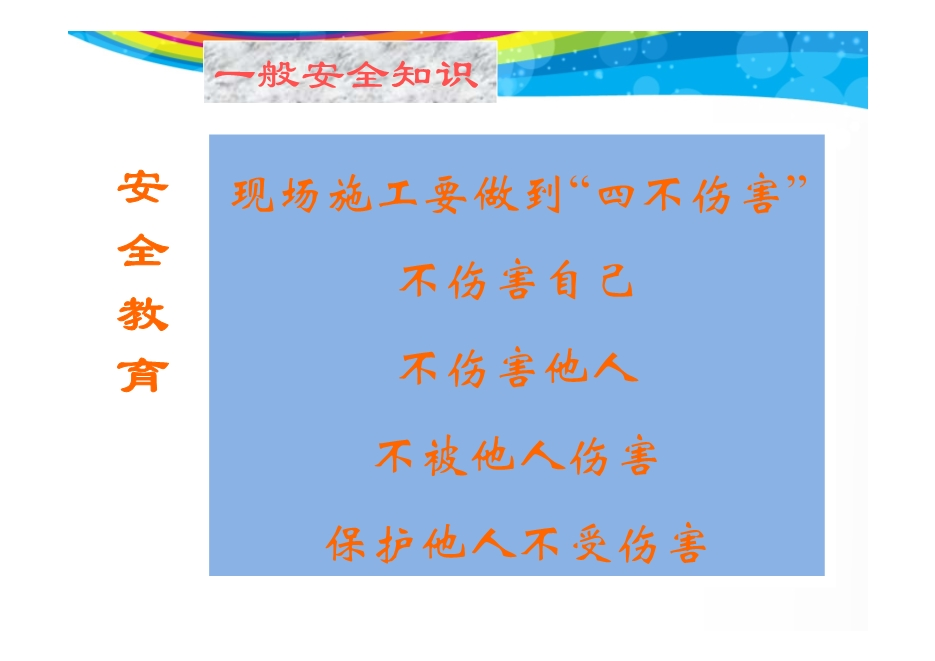 一般安全知识
安全教育
现场施工要做到“四不伤害”
不伤害自己
不伤害他人
不被他人伤害
保护他人不受伤害